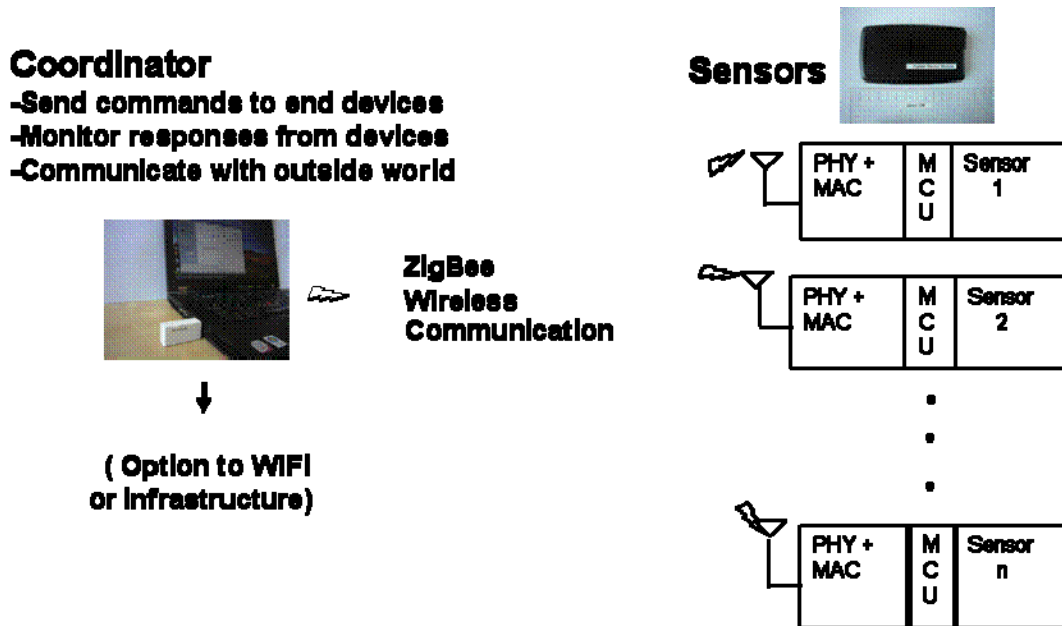 Coordinator
-Send commands to end devices
-Monitor responses from devices
-Communicate with outside world
ZigBee
Wireless
Communication
( Option to WIFI
or Infrastructure)
Sensors
PHY +
MAC
M
C
U
Sensor
1
PHY +
MAC
M
C
U
Sensor
2
PHY +
MAC
M
C
U
Sensor
n